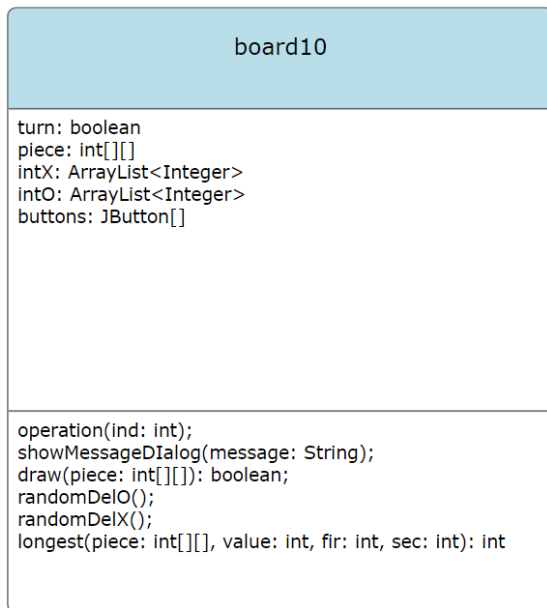 board10
turn: boolean
piece: int[][]
intX: ArrayList<Integer>
intO: ArrayList<Integer>
buttons: JButton[]
operation(ind: int);
showMessageDIalog(message: String);
draw(piece: int[][]): boolean;
randomDelO();
randomDelX();
longest(piece: int[][], value: int, fir: int, sec: int): int